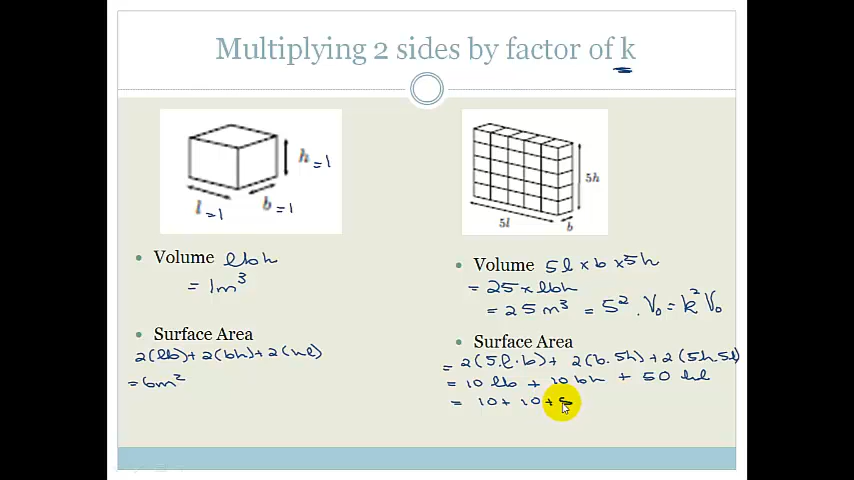 Multiplying 2 sides by factor of k
h =1
l =1
b =1
5h
5l
b
• Volume lbh
= 1m³
• Surface Area
2(lb)+2(bh)+2(hl)
= 6m²
• Volume 5l x b x 5h
= 25 x lbh
= 25 m³ = 5² . V₀ = k² V₀
• Surface Area
= 2(5.l.b) + 2(b.5h) + 2(5h.5l)
= 10 lb + 10 bh + 50 hl
= 10 + 10 + 5